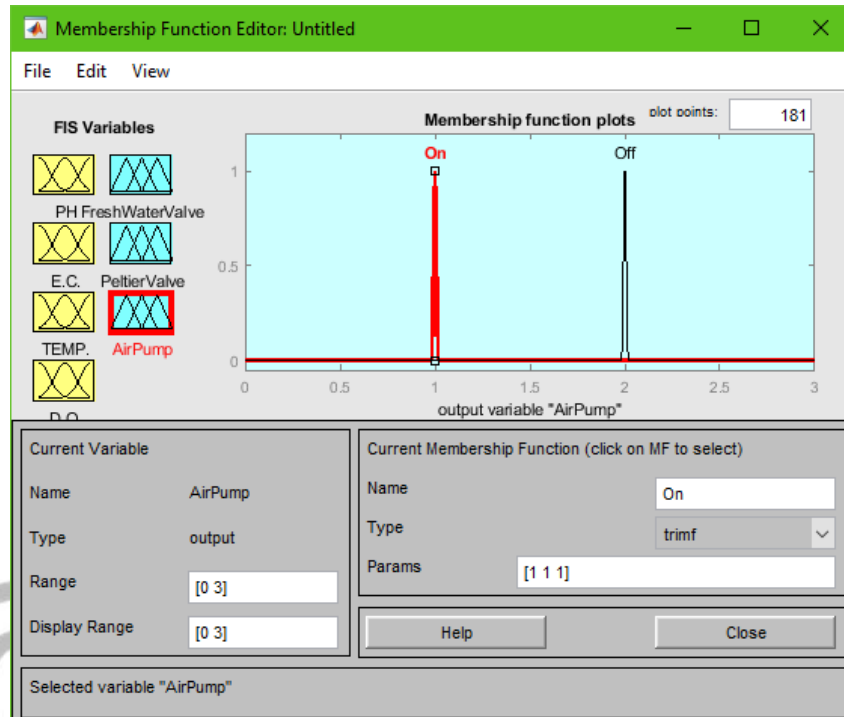 Membership Function Editor: Untitled
File Edit View
FIS Variables
Membership function plots
plot points:
181
PH
FreshWaterValve
E.C.
PeltierValve
TEMP.
AirPump
D.O.
On
Off
1
0.5
0
0 0.5 1 1.5 2 2.5 3
output variable "AirPump"
Current Variable
Name AirPump
Type output
Range [0 3]
Display Range [0 3]
Current Membership Function (click on MF to select)
Name On
Type trimf
Params [1 1 1]
Help Close
Selected variable "AirPump"